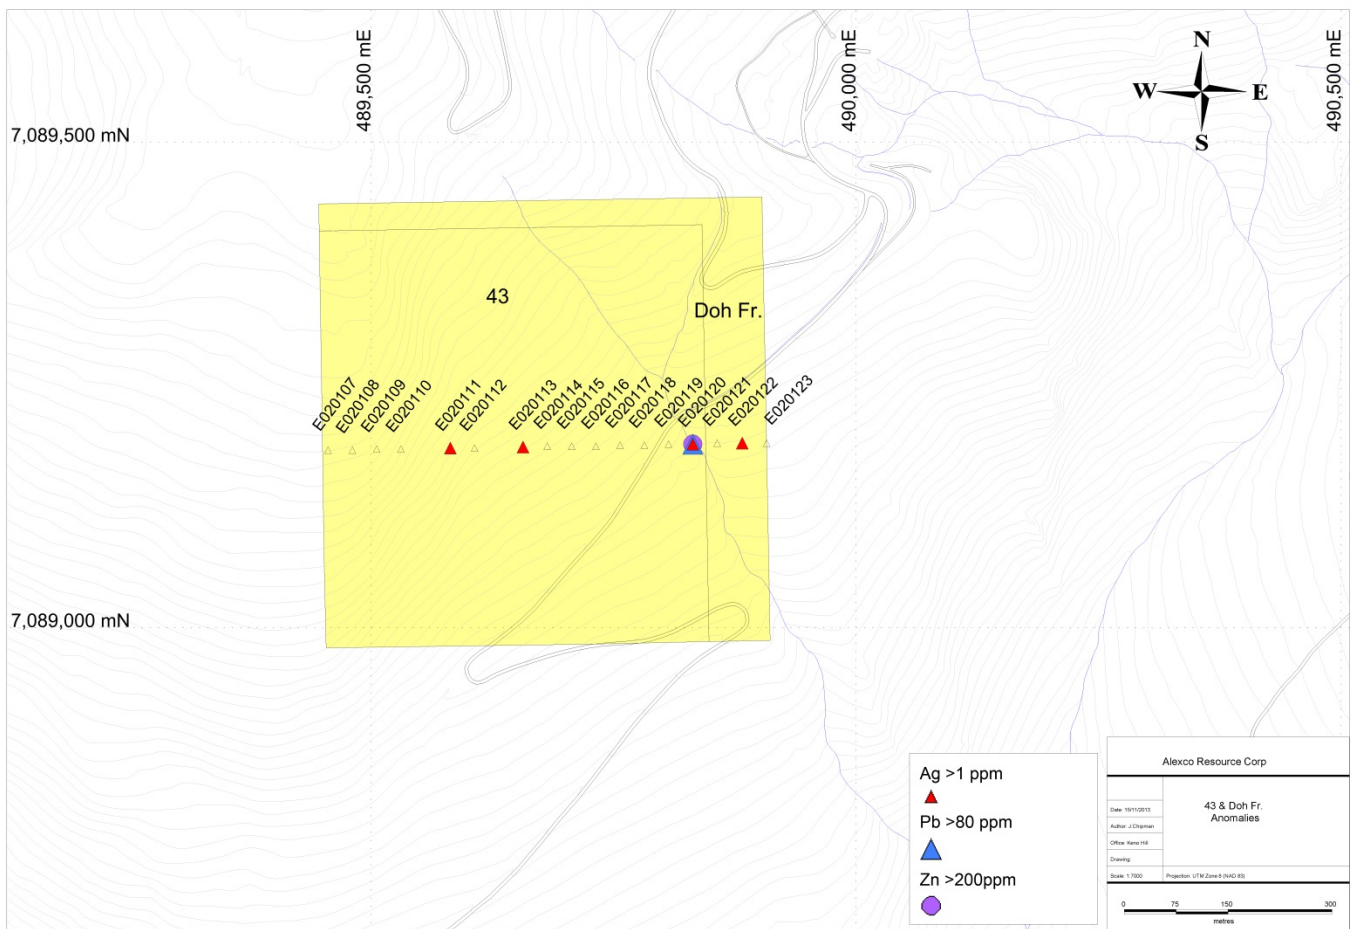 489,500 mE
490,000 mE
490,500 mE
N
W E
S
7,089,500 mN
43
Doh Fr.
E020107
E020108
E020109
E020110
E020111
E020112
E020113
E020114
E020115
E020116
E020117
E020118
E020119
E020120
E020121
E020122
E020123
7,089,000 mN
Ag >1 ppm
Pb >80 ppm
Zn >200ppm
Alexco Resource Corp
43 & Doh Fr.
Anomalies
Date: 19/11/2013
Author: J.Chipman
Office: Keno Hill
Drawing:
Scale: 1:7000
Projection: UTM Zone 8 (NAD 83)
0 75 150 300
metres